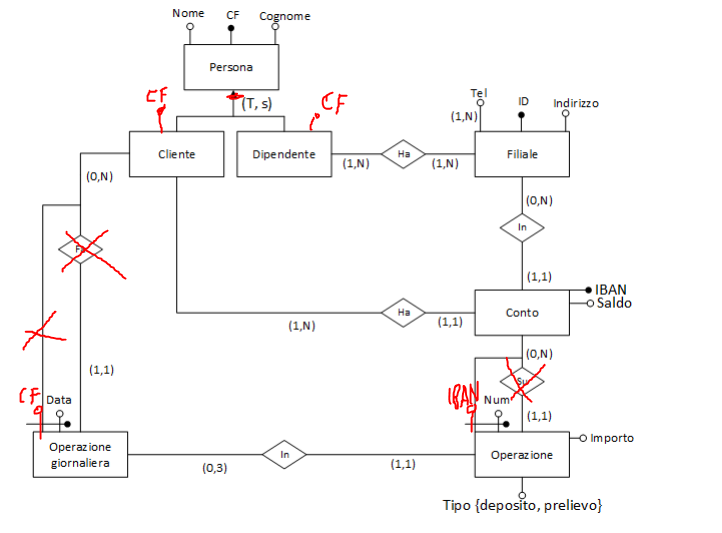 Nome CF Cognome
Persona
(T, s)
CF
CF
Cliente
Dipendente
(1,N)
Ha
(1,N)
Tel
(1,N)
ID
Indirizzo
Filiale
(0,N)
(0,N)
In
(1,1)
IBAN
Saldo
Conto
(1,N)
Ha
(1,1)
(0,N)
Su
(1,1)
(1,1)
CF
Data
IBAN
Num
Operazione
giornaliera
(0,3)
In
(1,1)
Operazione
Importo
Tipo {deposito, prelievo}